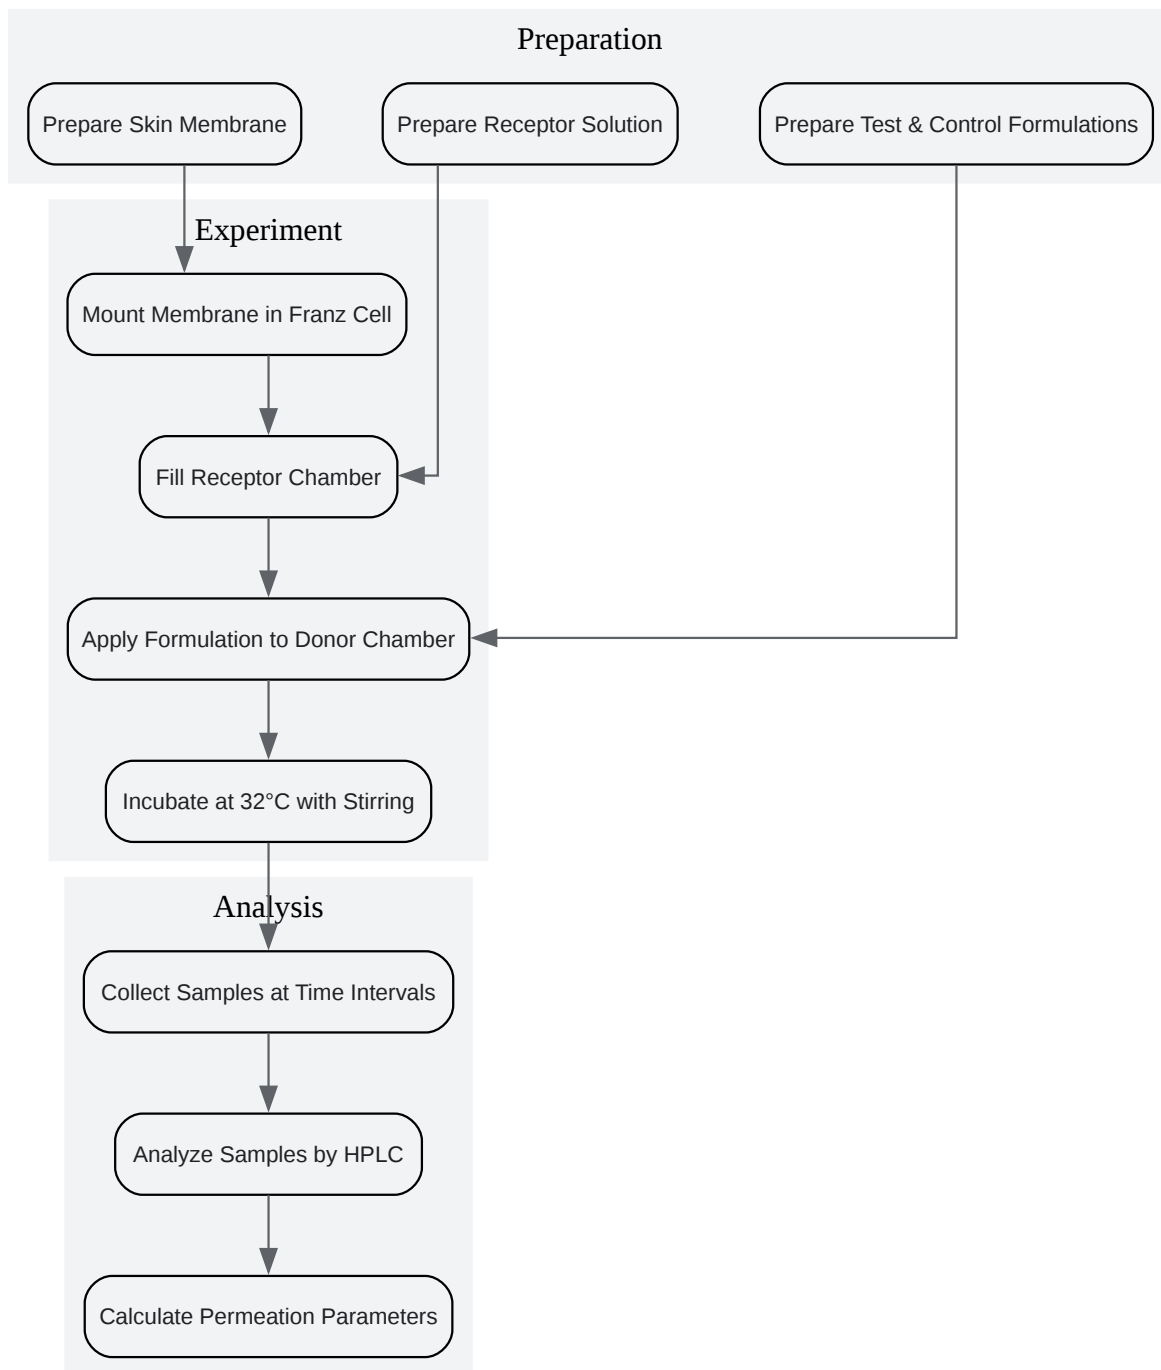 Preparation
Prepare Skin Membrane
Prepare Receptor Solution
Prepare Test & Control Formulations
Experiment
Mount Membrane in Franz Cell
Fill Receptor Chamber
Apply Formulation to Donor Chamber
Incubate at 32°C with Stirring
Analysis
Collect Samples at Time Intervals
Analyze Samples by HPLC
Calculate Permeation Parameters